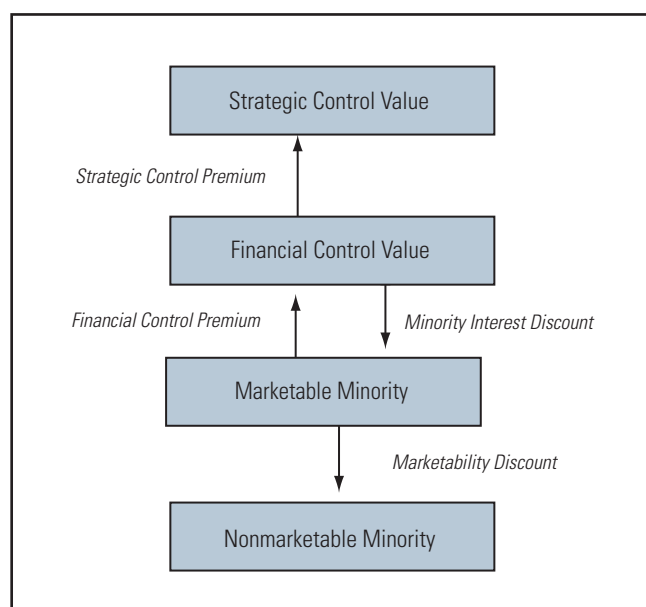 Strategic Control Value
Strategic Control Premium
Financial Control Value
Financial Control Premium
Minority Interest Discount
Marketable Minority
Marketability Discount
Nonmarketable Minority